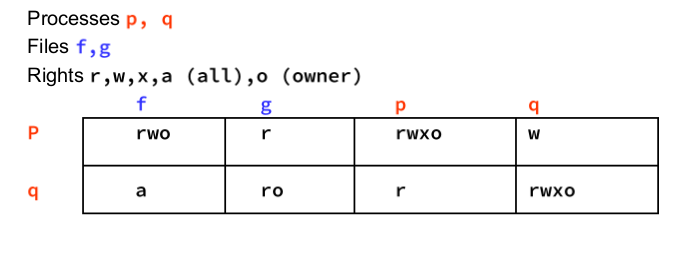 Processes p, q
Files f,g
Rights r,w,x,a (all),o (owner)
f g p q
P rwo r rwxo w
q a ro r rwxo